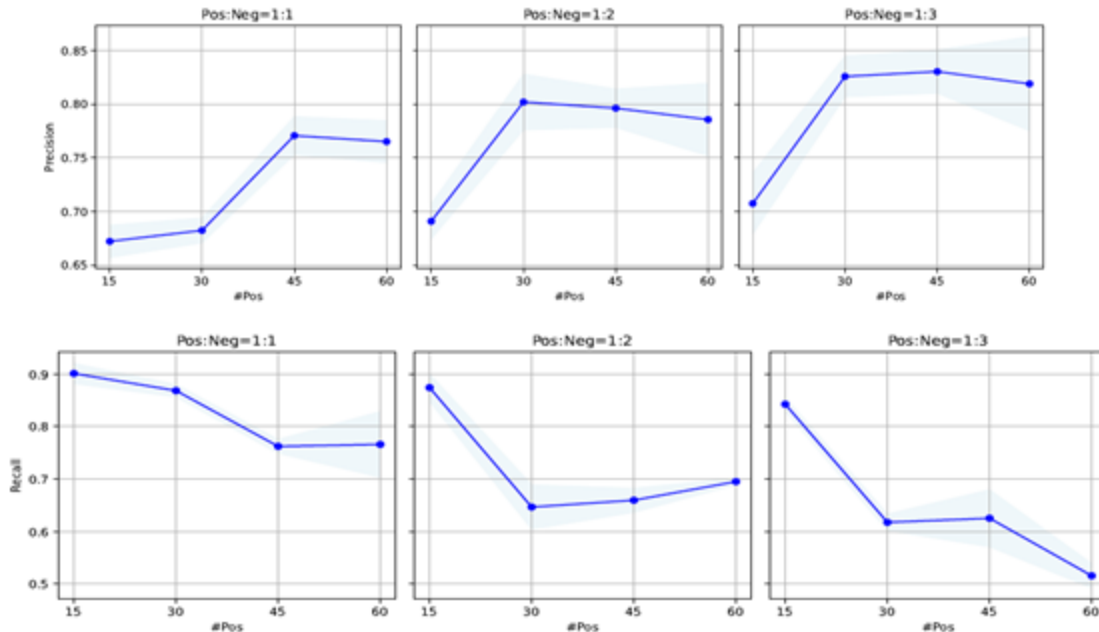 Pos:Neg=1:1 Pos:Neg=1:2 Pos:Neg=1:3
0.85
0.80
0.75
0.70
0.65
Precision
15 30 45 60 15 30 45 60 15 30 45 60
#Pos #Pos #Pos
Pos:Neg=1:1 Pos:Neg=1:2 Pos:Neg=1:3
0.9
0.8
0.7
0.6
0.5
Recall
15 30 45 60 15 30 45 60 15 30 45 60
#Pos #Pos #Pos